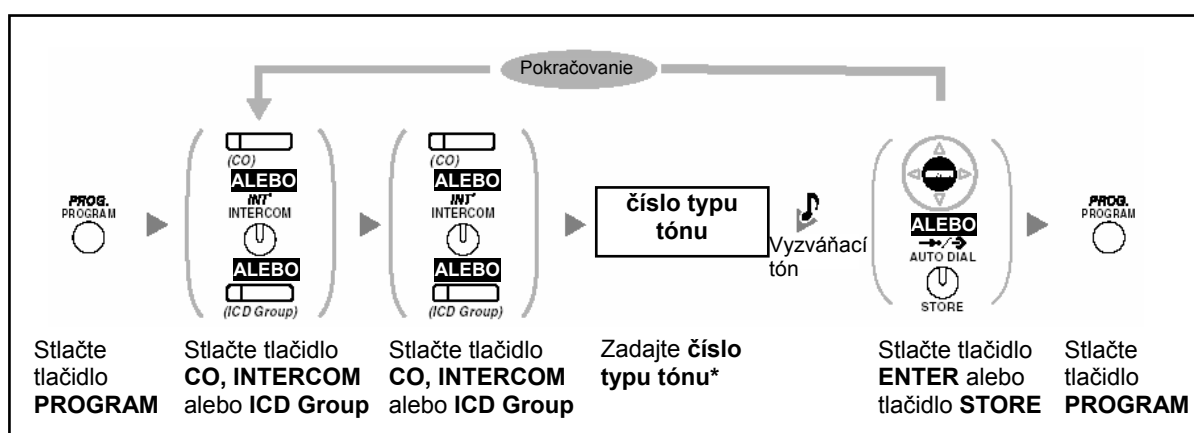 Pokračovanie
PROG.
PROGRAM
(CO)
ALEBO
INT'
INTERCOM
ALEBO
(ICD Group)
(CO)
ALEBO
INT'
INTERCOM
ALEBO
(ICD Group)
číslo typu
tónu
Vyzváňací
tón
ALEBO
AUTO DIAL
STORE
PROG.
PROGRAM
Stlačte
tlačidlo
PROGRAM
Stlačte tlačidlo
CO, INTERCOM
alebo ICD Group
Stlačte tlačidlo
CO, INTERCOM
alebo ICD Group
Zadajte číslo
typu tónu*
Stlačte tlačidlo
ENTER alebo
tlačidlo STORE
Stlačte
tlačidlo
PROGRAM